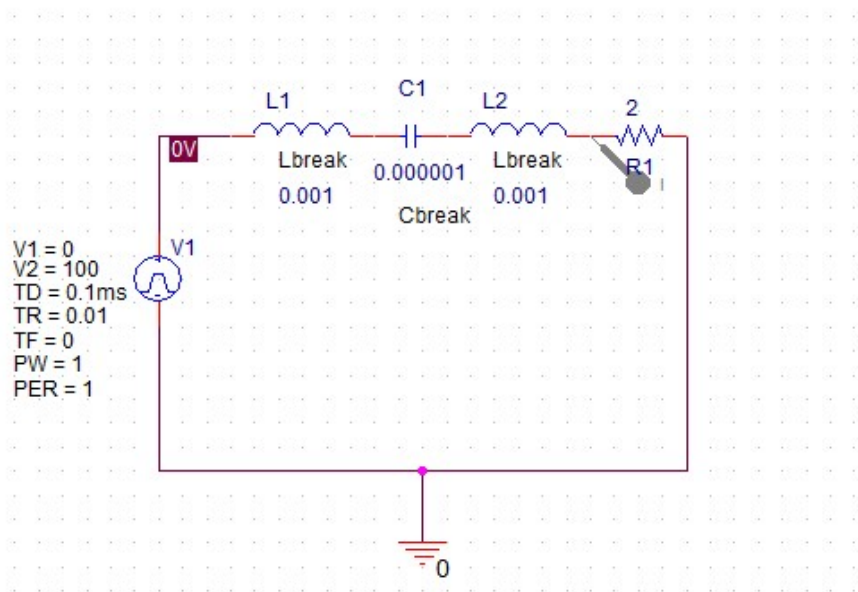 C1
L1
L2
2
0V
Lbreak
0.000001
Lbreak
R1
I
0.001
0.001
Cbreak
V1
V1 = 0
V2 = 100
TD = 0.1ms
TR = 0.01
TF = 0
PW = 1
PER = 1
0